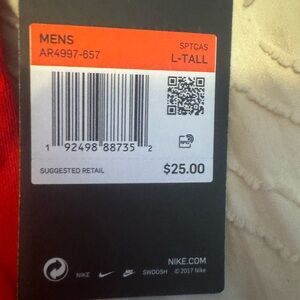 MENS SPTCAS
AR4997-657 L-TALL
1 92498 88735 2
SUGGESTED RETAIL $25.00
NIKE.COM
NIKE SWOOSH © 2017 Nike